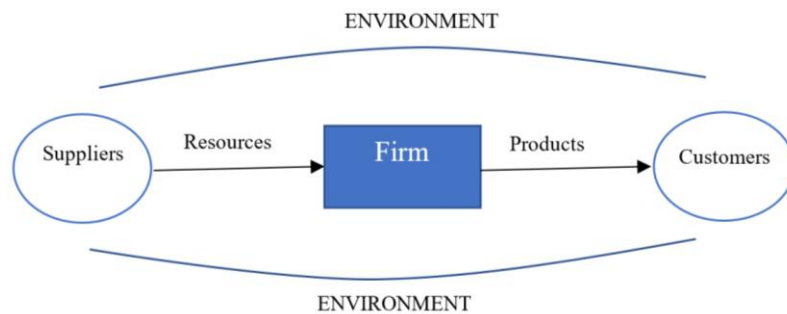 ENVIRONMENT
Suppliers
Resources
Firm
Products
Customers
ENVIRONMENT